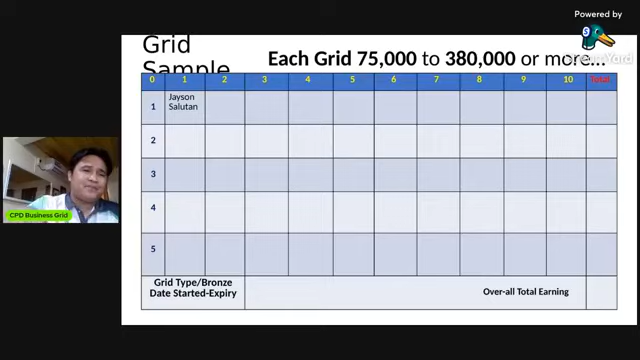 Powered by
StreamYard
Grid
Sample
Each Grid 75,000 to 380,000 or more...
0 1 2 3 4 5 6 7 8 9 10 Total
1 Jayson
Salutan
2
3
4
5
CPD Business Grid
Grid Type/Bronze
Date Started-Expiry
Over-all Total Earning